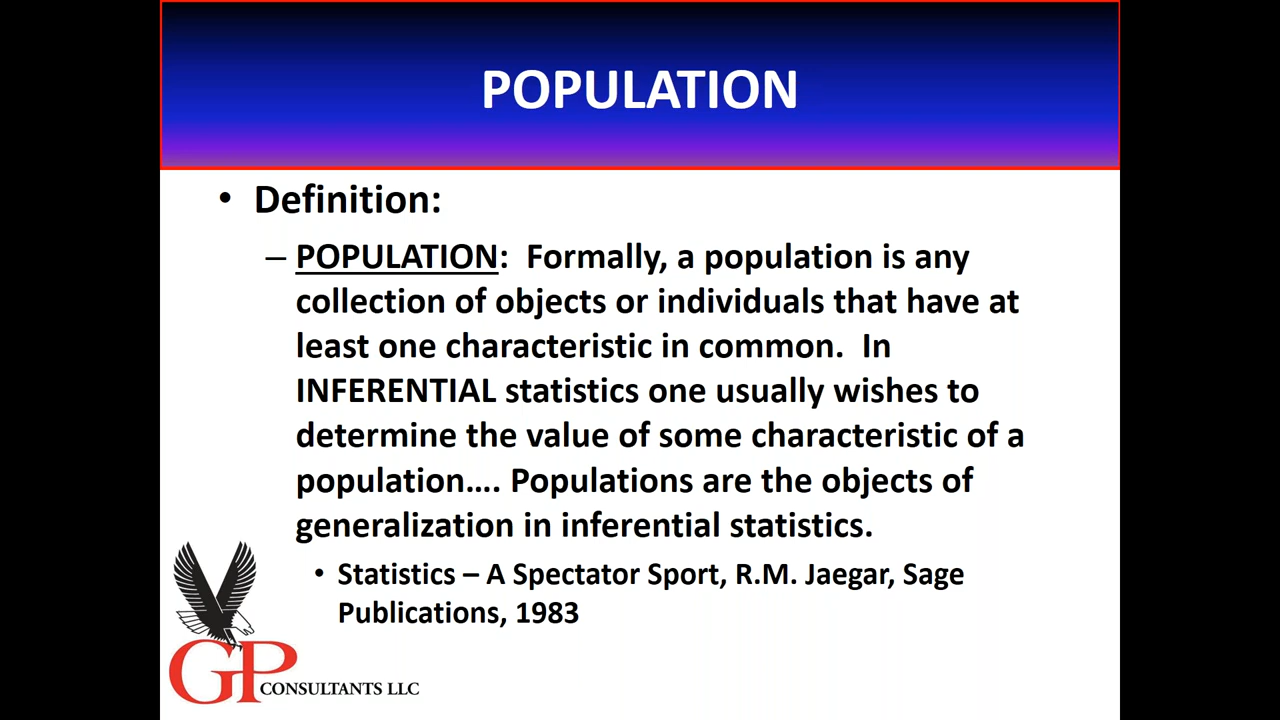 POPULATION
• Definition:
– POPULATION: Formally, a population is any
collection of objects or individuals that have at
least one characteristic in common. In
INFERENTIAL statistics one usually wishes to
determine the value of some characteristic of a
population…. Populations are the objects of
generalization in inferential statistics.
• Statistics – A Spectator Sport, R.M. Jaegar, Sage
Publications, 1983
GP CONSULTANTS LLC